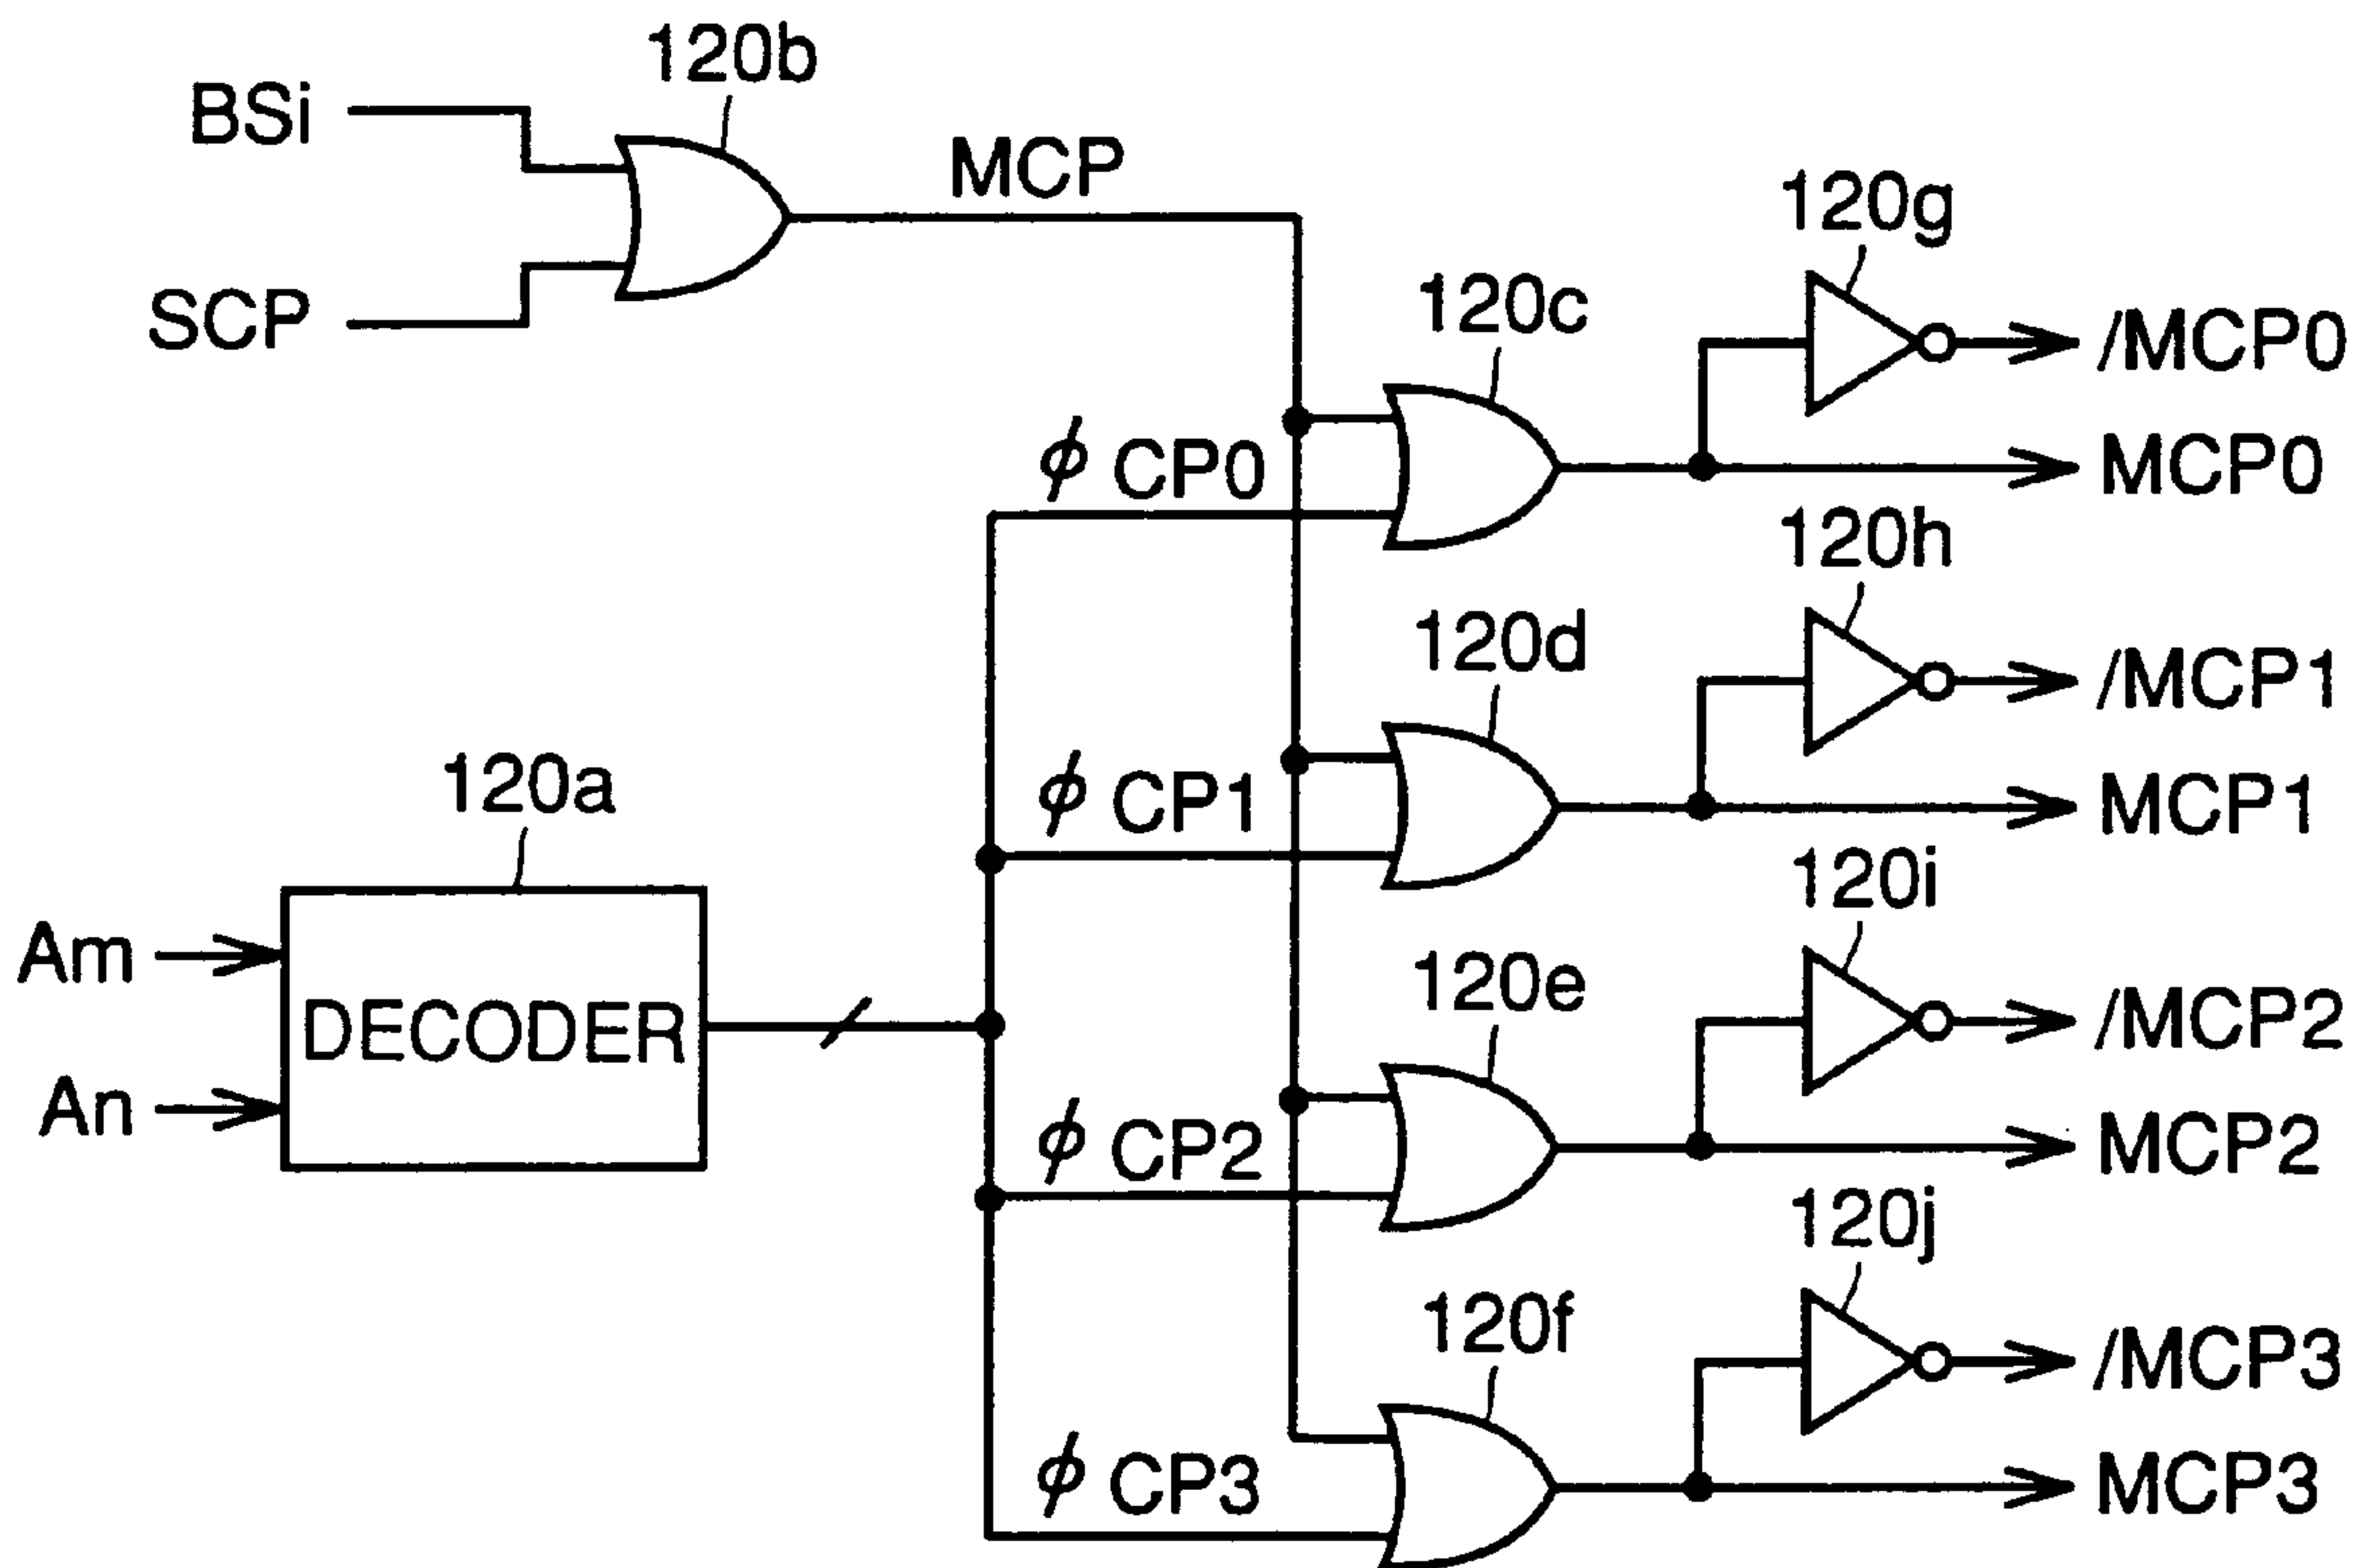 120b
BSi
MCP
SCP
120g
120c
/MCP0
ϕ CP0
MCP0
120h
120d
/MCP1
120a
ϕ CP1
MCP1
120i
Am
120e
DECODER
/MCP2
An
ϕ CP2
MCP2
120j
120f
/MCP3
ϕ CP3
MCP3